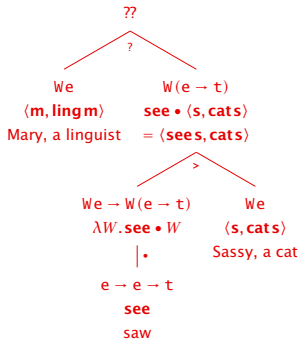 ??
?
We W(e → t)
⟨m, ling m⟩ see • ⟨s, cat s⟩
Mary, a linguist = ⟨see s, cat s⟩
>
We → W(e → t) We
λW. see • W ⟨s, cat s⟩
Sassy, a cat
•
e → e → t
see
saw